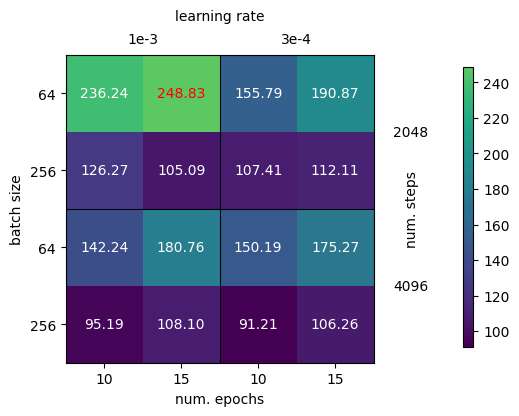 learning rate
1e-3 3e-4
64 236.24 248.83 155.79 190.87
2048
256 126.27 105.09 107.41 112.11
batch size
num. steps
64 142.24 180.76 150.19 175.27
4096
256 95.19 108.10 91.21 106.26
10 15 10 15
num. epochs
240
220
200
180
160
140
120
100